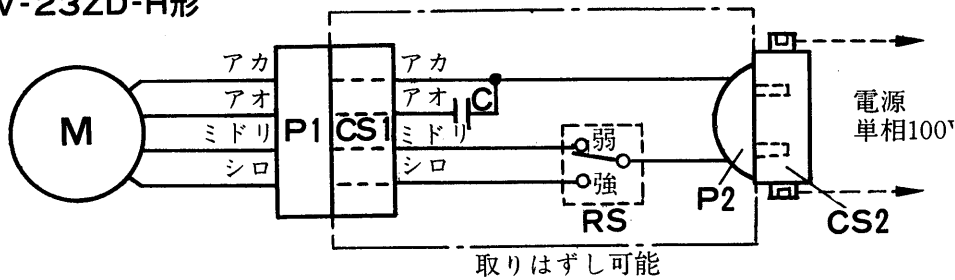 V-23ZD-H形
アカ
アオ
ミドリ
シロ
M
P1
CS1
アカ
アオ
ミドリ
シロ
C
弱
強
RS
P2
CS2
電源
単相100V
取りはずし可能